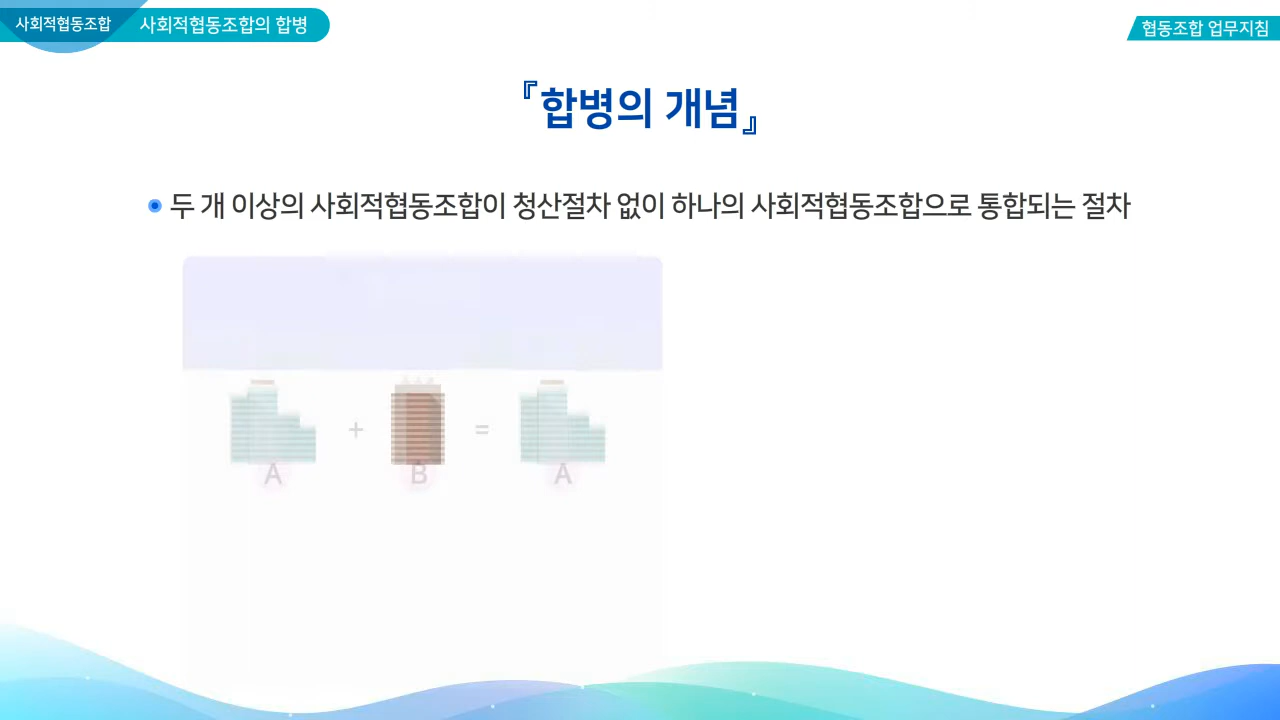 사회적협동조합
사회적협동조합의 합병
협동조합 업무지침
『합병의 개념』
두 개 이상의 사회적협동조합이 청산절차 없이 하나의 사회적협동조합으로 통합되는 절차
A + B = A